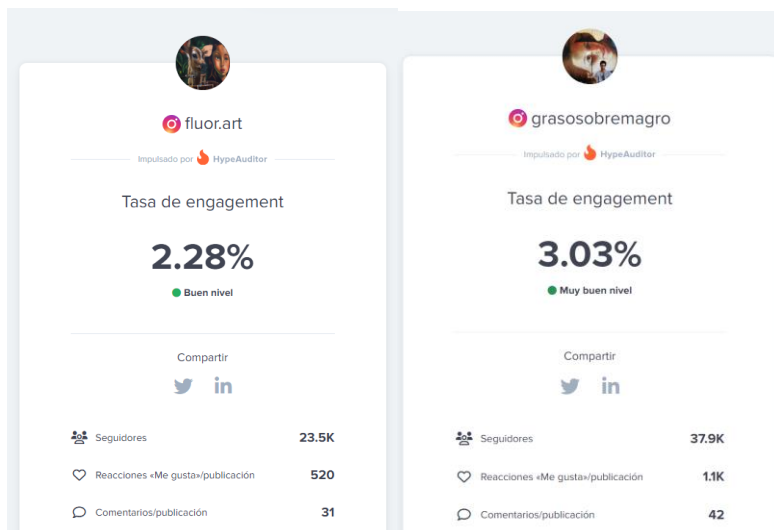 fluor.art
Impulsado por HypeAuditor
Tasa de engagement
2.28%
Buen nivel
Compartir
Seguidores 23.5K
Reacciones «Me gusta»/publicación 520
Comentarios/publicación 31
grasosobremagro
Impulsado por HypeAuditor
Tasa de engagement
3.03%
Muy buen nivel
Compartir
Seguidores 37.9K
Reacciones «Me gusta»/publicación 1.1K
Comentarios/publicación 42